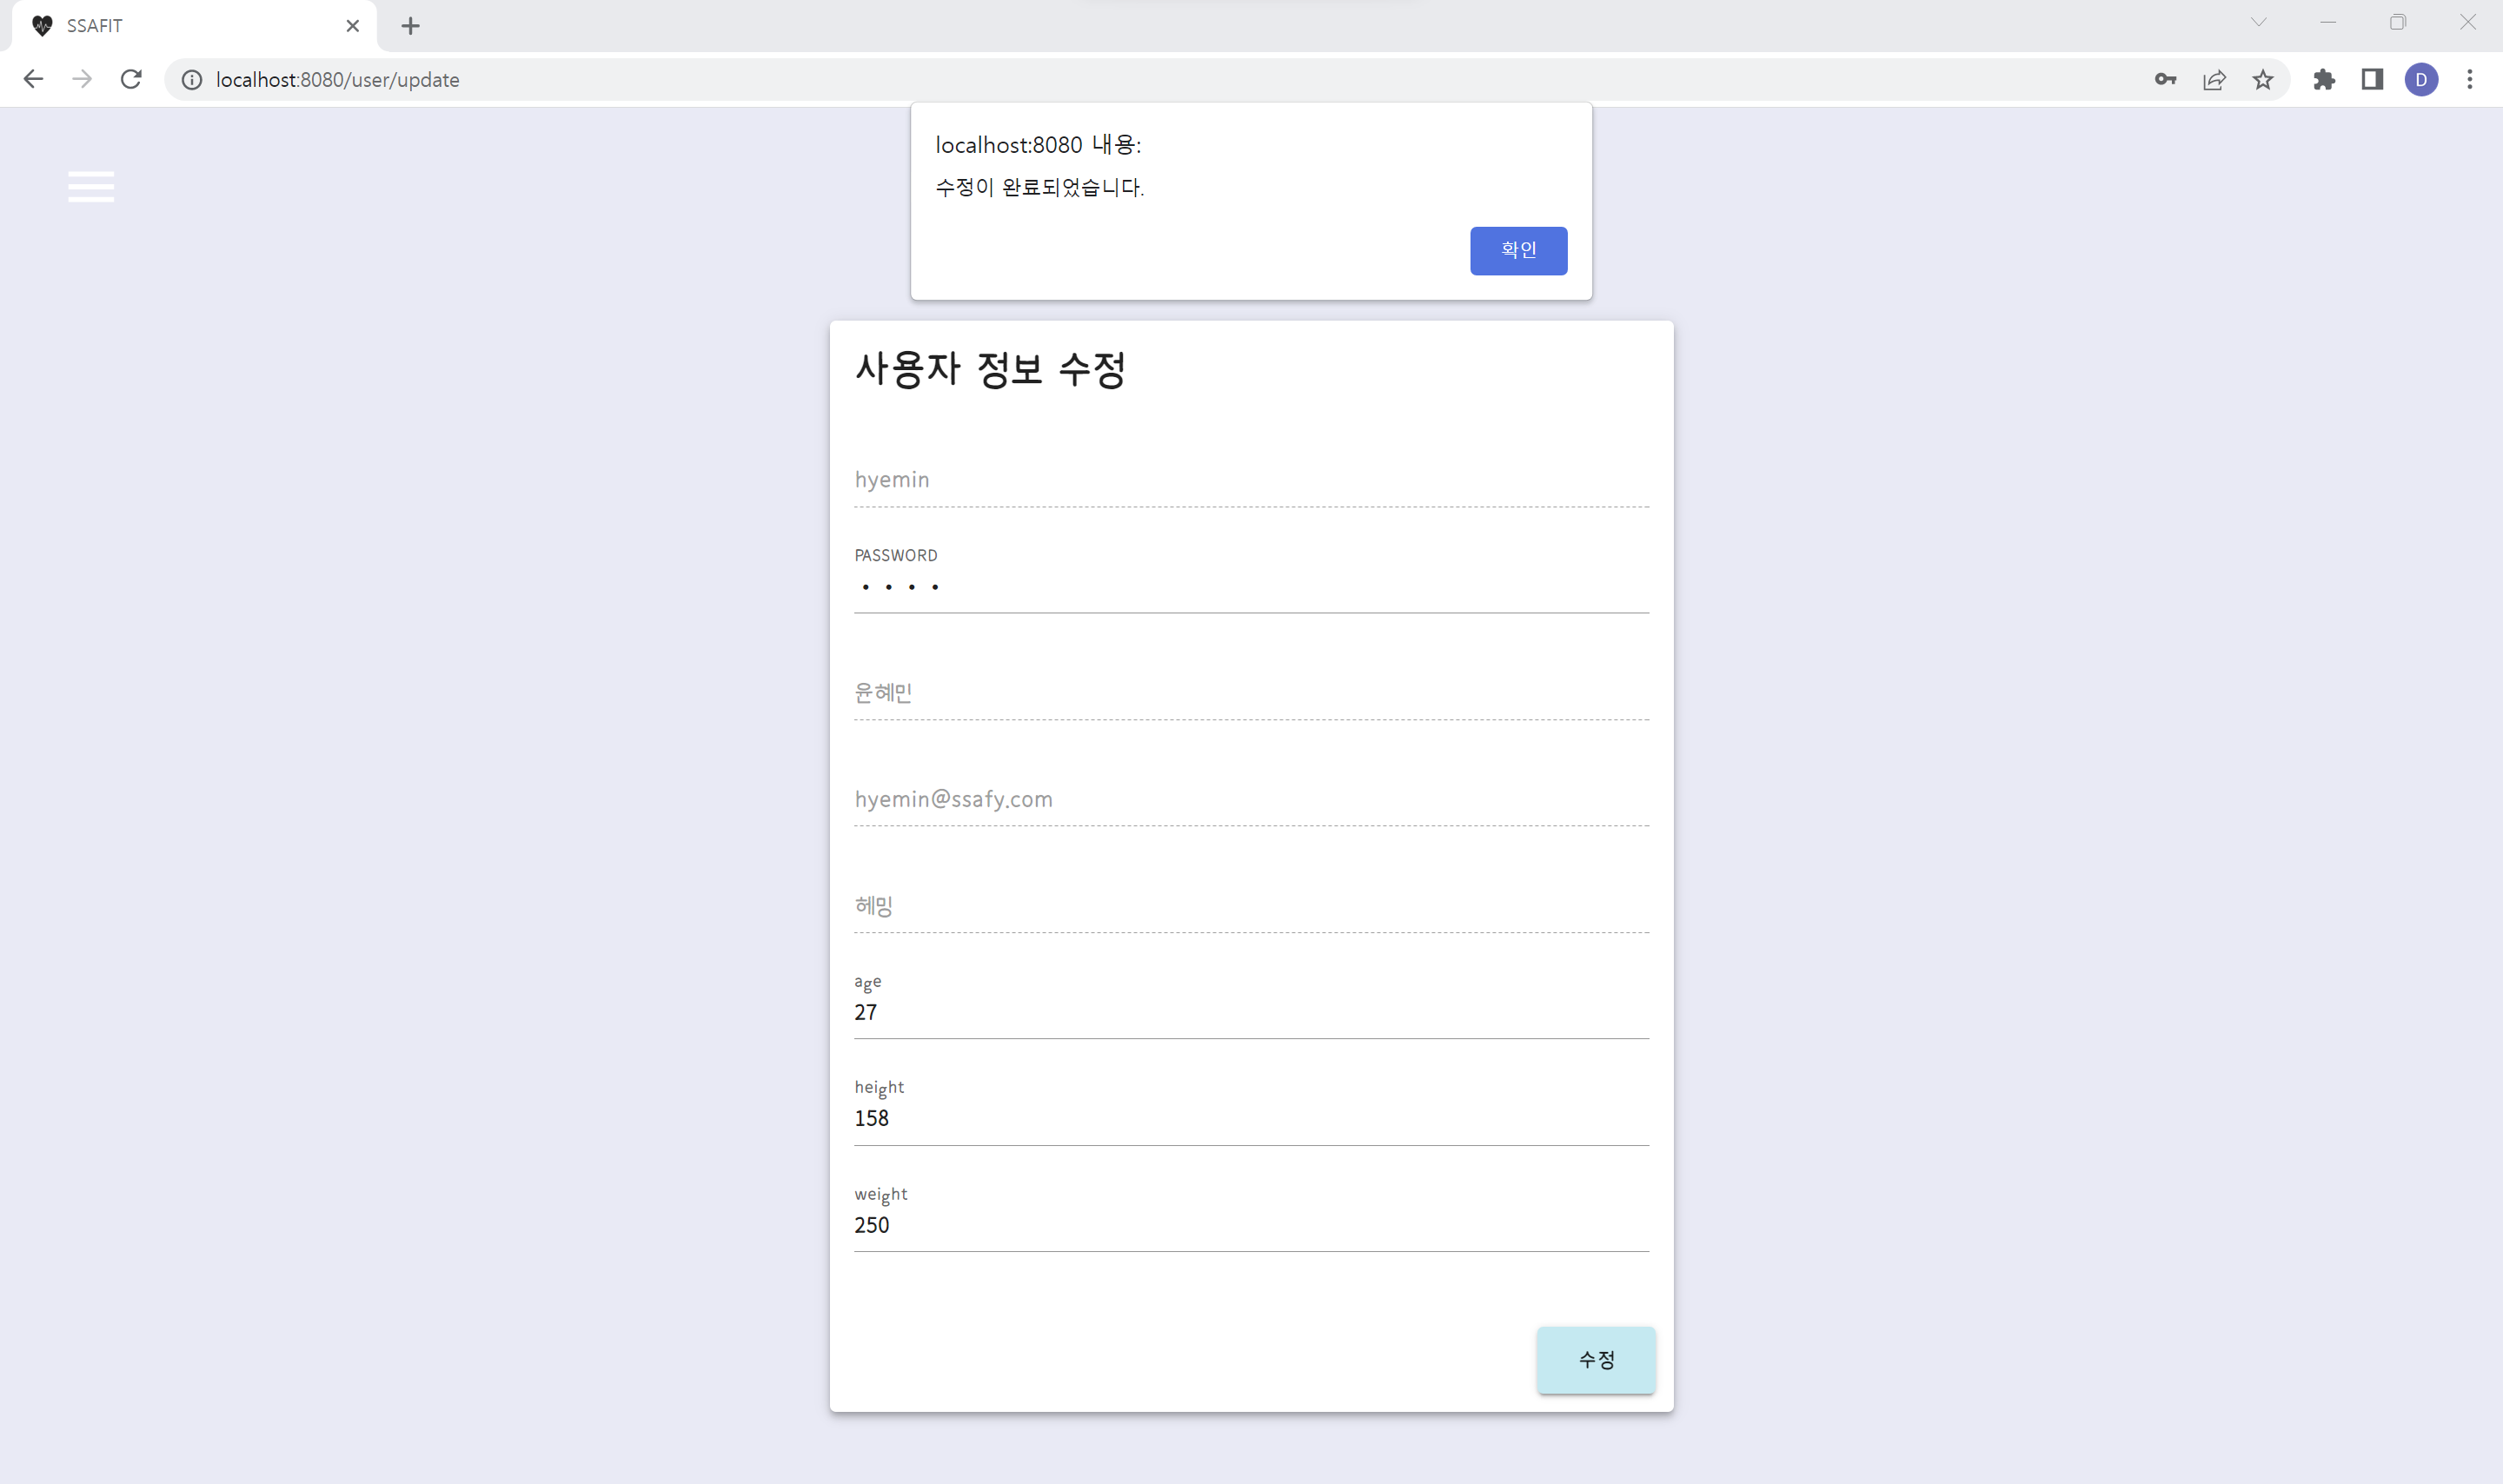 SSAFIT
localhost:8080/user/update
D
localhost:8080 내용:
수정이 완료되었습니다.
확인
사용자 정보 수정
hyemin
PASSWORD
윤혜민
hyemin@ssafy.com
헤밍
age
27
height
158
weight
250
수정